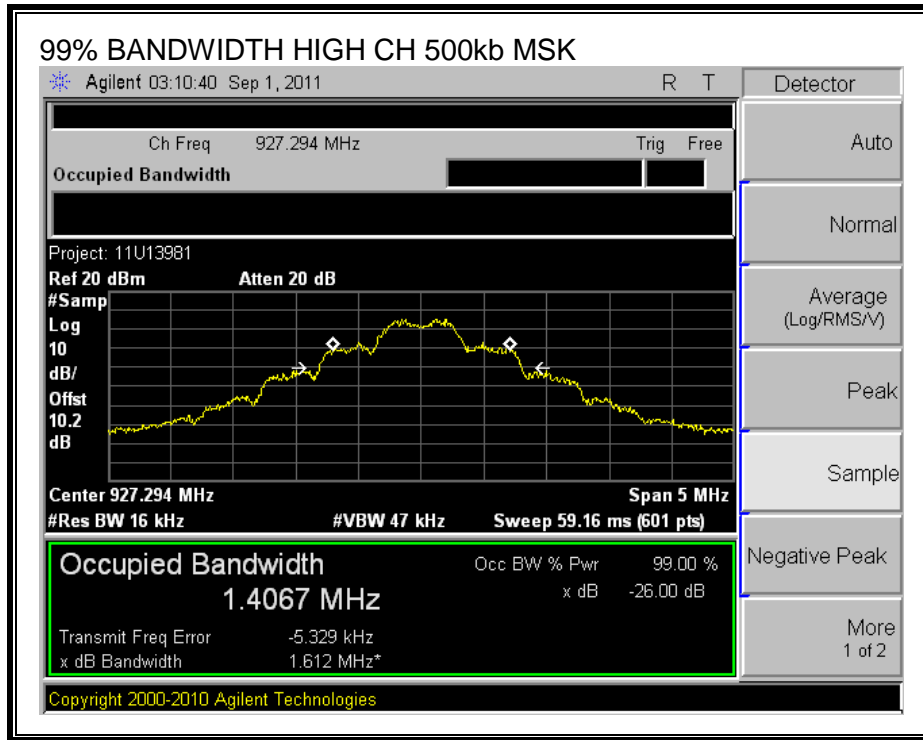 99% BANDWIDTH HIGH CH 500kb MSK
Agilent 03:10:40 Sep 1, 2011 R T
Detector
Ch Freq 927.294 MHz Trig Free
Occupied Bandwidth
Project: 11U13981
Ref 20 dBm Atten 20 dB
#Samp
Log
10
dB/
Offst
10.2
dB
Center 927.294 MHz Span 5 MHz
#Res BW 16 kHz #VBW 47 kHz Sweep 59.16 ms (601 pts)
Occupied Bandwidth Occ BW % Pwr 99.00 %
1.4067 MHz x dB -26.00 dB
Transmit Freq Error -5.329 kHz
x dB Bandwidth 1.612 MHz*
Copyright 2000-2010 Agilent Technologies
Auto
Normal
Average
(Log/RMS/V)
Peak
Sample
Negative Peak
More
1 of 2